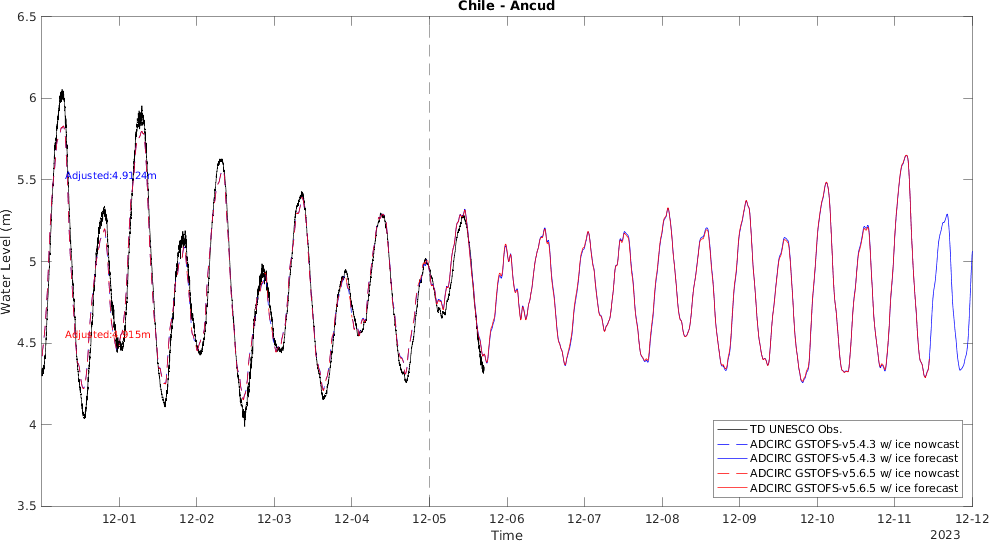 Chile - Ancud
6.5
6
5.5
5
4.5
4
3.5
Water Level (m)
Adjusted:4.9124m
Adjusted:4.915m
TD UNESCO Obs.
ADCIRC GSTOFS-v5.4.3 w/ ice nowcast
ADCIRC GSTOFS-v5.4.3 w/ ice forecast
ADCIRC GSTOFS-v5.6.5 w/ ice nowcast
ADCIRC GSTOFS-v5.6.5 w/ ice forecast
12-01 12-02 12-03 12-04 12-05 12-06 12-07 12-08 12-09 12-10 12-11 12-12
Time
2023